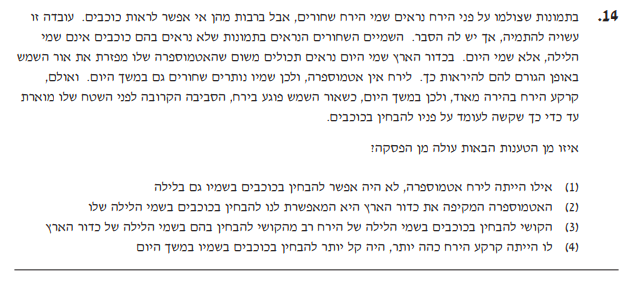 14. בתמונות שצולמו על פני הירח נראים שמי הירח שחורים, אבל ברבות מהן אי אפשר לראות כוכבים. עובדה זו
עשויה להתמיה, אך יש לה הסבר. השמיים השחורים הנראים בתמונות שלא נראים בהם כוכבים אינם שמי
הלילה, אלא שמי היום. בכדור הארץ שמי היום נראים תכולים משום שהאטמוספרה שלו מפזרת את אור השמש
באופן הגורם להם להיראות כך. לירח אין אטמוספרה, ולכן שמיו נותרים שחורים גם במשך היום. ואולם,
קרקע הירח בהירה מאוד, ולכן במשך היום, כשאור השמש פוגע בירח, הסביבה הקרובה לפני השטח שלו מוארת
עד כדי כך שקשה לעומד על פניו להבחין בכוכבים.
איזו מן הטענות הבאות עולה מן הפסקה?
(1) אילו הייתה לירח אטמוספרה, לא היה אפשר להבחין בכוכבים בשמיו גם בלילה
(2) האטמוספרה המקיפה את כדור הארץ היא המאפשרת לנו להבחין בכוכבים בשמי הלילה שלו
(3) הקושי להבחין בכוכבים בשמי הלילה של הירח רב מהקושי להבחין בהם בשמי הלילה של כדור הארץ
(4) לו הייתה קרקע הירח כהה יותר, היה קל יותר להבחין בכוכבים בשמיו במשך היום